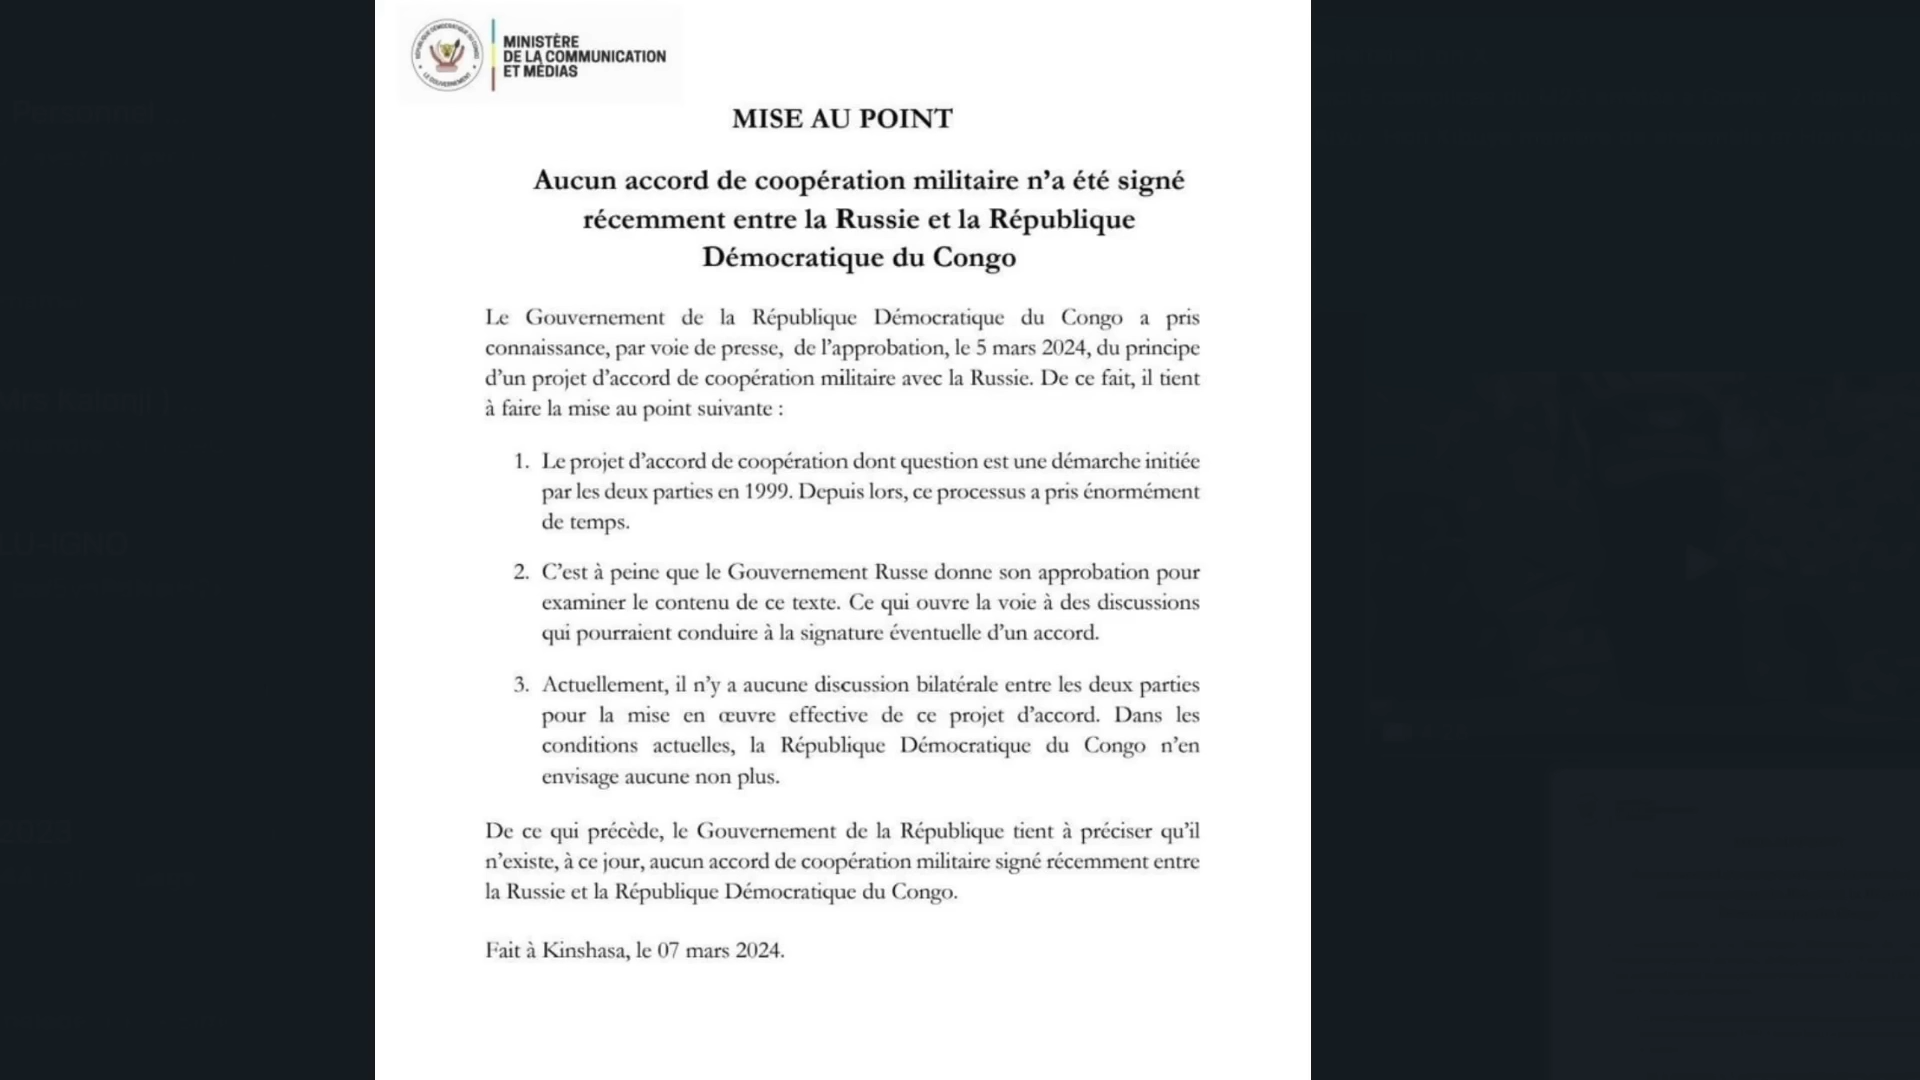 MINISTÈRE
DE LA COMMUNICATION
ET MÉDIAS
MISE AU POINT
Aucun accord de coopération militaire n’a été signé
récemment entre la Russie et la République
Démocratique du Congo
Le Gouvernement de la République Démocratique du Congo a pris
connaissance, par voie de presse, de l’approbation, le 5 mars 2024, du principe
d’un projet d’accord de coopération militaire avec la Russie. De ce fait, il tient
à faire la mise au point suivante :
1. Le projet d’accord de coopération dont question est une démarche initiée
par les deux parties en 1999. Depuis lors, ce processus a pris énormément
de temps.
2. C’est à peine que le Gouvernement Russe donne son approbation pour
examiner le contenu de ce texte. Ce qui ouvre la voie à des discussions
qui pourraient conduire à la signature éventuelle d’un accord.
3. Actuellement, il n’y a aucune discussion bilatérale entre les deux parties
pour la mise en œuvre effective de ce projet d’accord. Dans les
conditions actuelles, la République Démocratique du Congo n’en
envisage aucune non plus.
De ce qui précède, le Gouvernement de la République tient à préciser qu’il
n’existe, à ce jour, aucun accord de coopération militaire signé récemment entre
la Russie et la République Démocratique du Congo.
Fait à Kinshasa, le 07 mars 2024.
Personnel
Mrs Kalonji )
LU-IGNO
2023